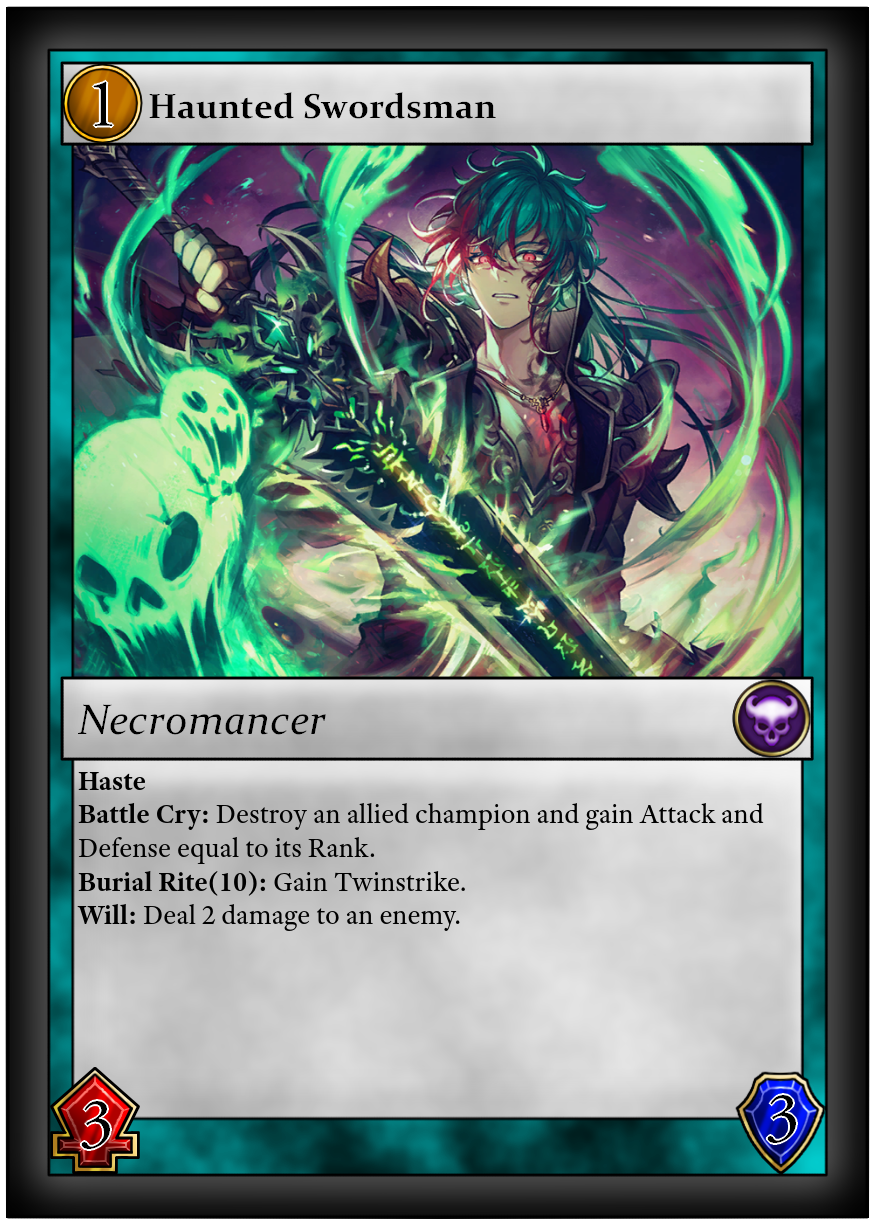 1
Haunted Swordsman
Necromancer
Haste
Battle Cry: Destroy an allied champion and gain Attack and
Defense equal to its Rank.
Burial Rite(10): Gain Twinstrike.
Will: Deal 2 damage to an enemy.
3
3